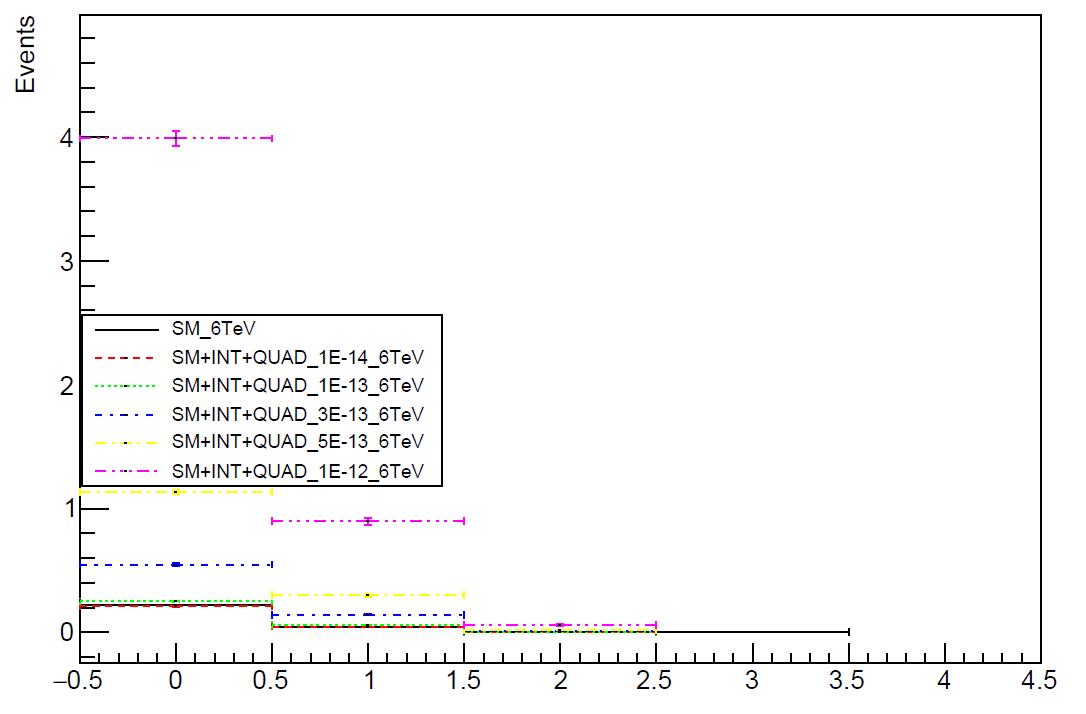 Events
4
3
2
1
0
SM_6TeV
SM+INT+QUAD_1E-14_6TeV
SM+INT+QUAD_1E-13_6TeV
SM+INT+QUAD_3E-13_6TeV
SM+INT+QUAD_5E-13_6TeV
SM+INT+QUAD_1E-12_6TeV
−0.5 0 0.5 1 1.5 2 2.5 3 3.5 4 4.5